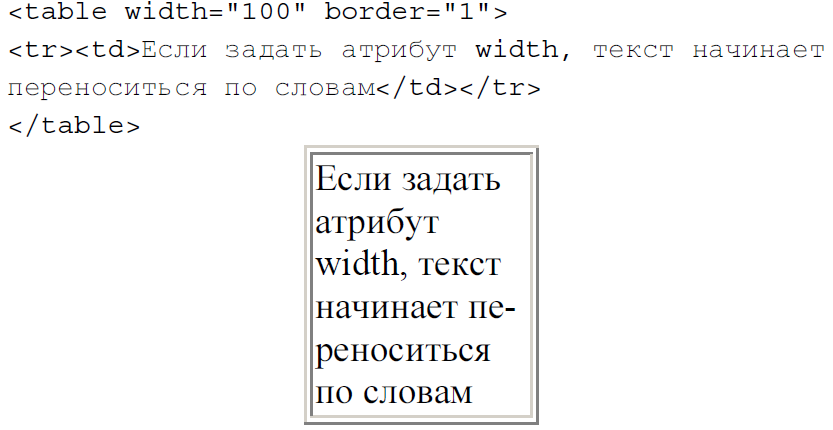 <table width="100" border="1">
<tr><td>Если задать атрибут width, текст начинает
переноситься по словам</td></tr>
</table>
Если задать
атрибут
width, текст
начинает пе-
реноситься
по словам